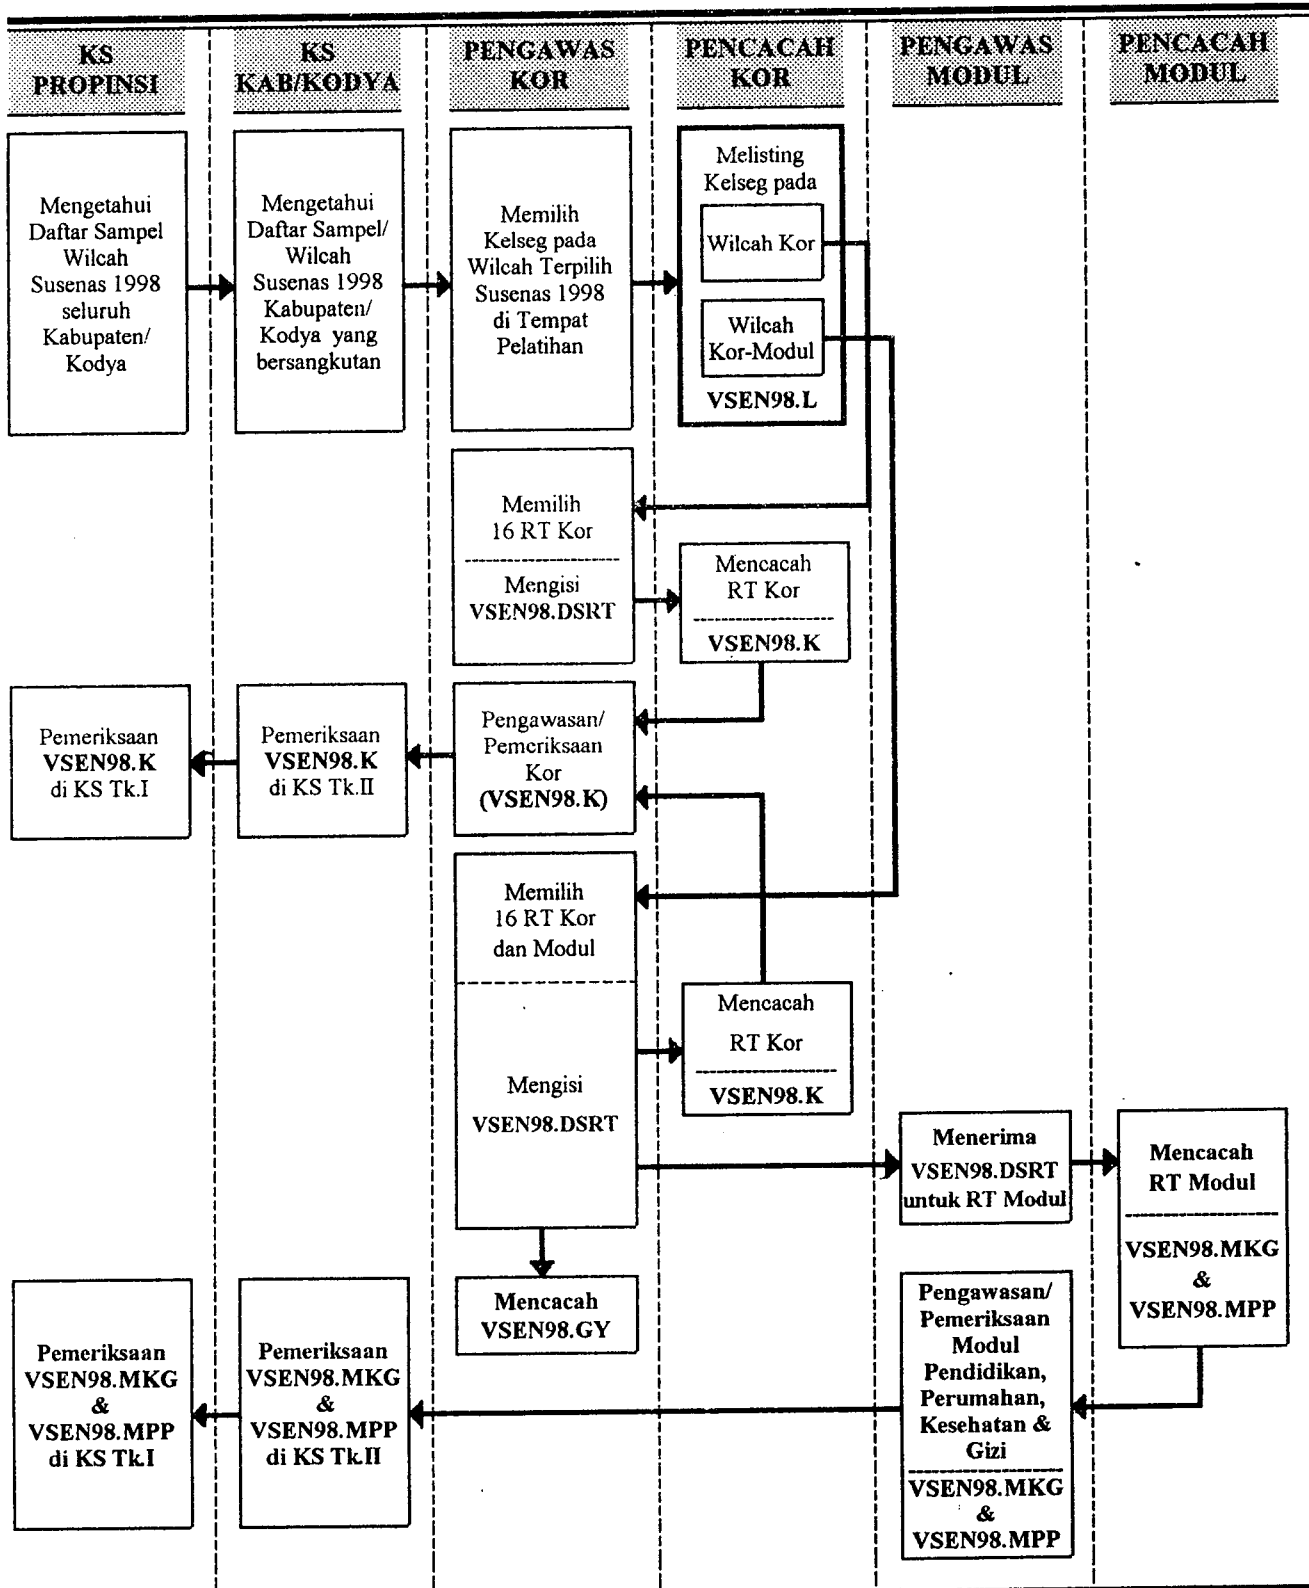 KS
PROPINSI
KS
KAB/KODYA
PENGAWAS
KOR
PENCACAH
KOR
PENGAWAS
MODUL
PENCACAH
MODUL
Mengetahui
Daftar Sampel
Wilcah
Susenas 1998
seluruh
Kabupaten/
Kodya
Mengetahui
Daftar Sampel/
Wilcah
Susenas 1998
Kabupaten/
Kodya yang
bersangkutan
Memilih
Kelseg pada
Wilcah Terpilih
Susenas 1998
di Tempat
Pelatihan
Melisting
Kelseg pada
Wilcah Kor
Wilcah
Kor-Modul
VSEN98.L
Memilih
16 RT Kor
Mengisi
VSEN98.DSRT
Mencacah
RT Kor
VSEN98.K
Pemeriksaan
VSEN98.K
di KS Tk.I
Pemeriksaan
VSEN98.K
di KS Tk.II
Pengawasan/
Pemeriksaan
Kor
(VSEN98.K)
Memilih
16 RT Kor
dan Modul
Mengisi
VSEN98.DSRT
Mencacah
RT Kor
VSEN98.K
Menerima
VSEN98.DSRT
untuk RT Modul
Mencacah
RT Modul
VSEN98.MKG
&
VSEN98.MPP
Mencacah
VSEN98.GY
Pemeriksaan
VSEN98.MKG
&
VSEN98.MPP
di KS Tk.I
Pemeriksaan
VSEN98.MKG
&
VSEN98.MPP
di KS Tk.II
Pengawasan/
Pemeriksaan
Modul
Pendidikan,
Perumahan,
Kesehatan &
Gizi
VSEN98.MKG
&
VSEN98.MPP